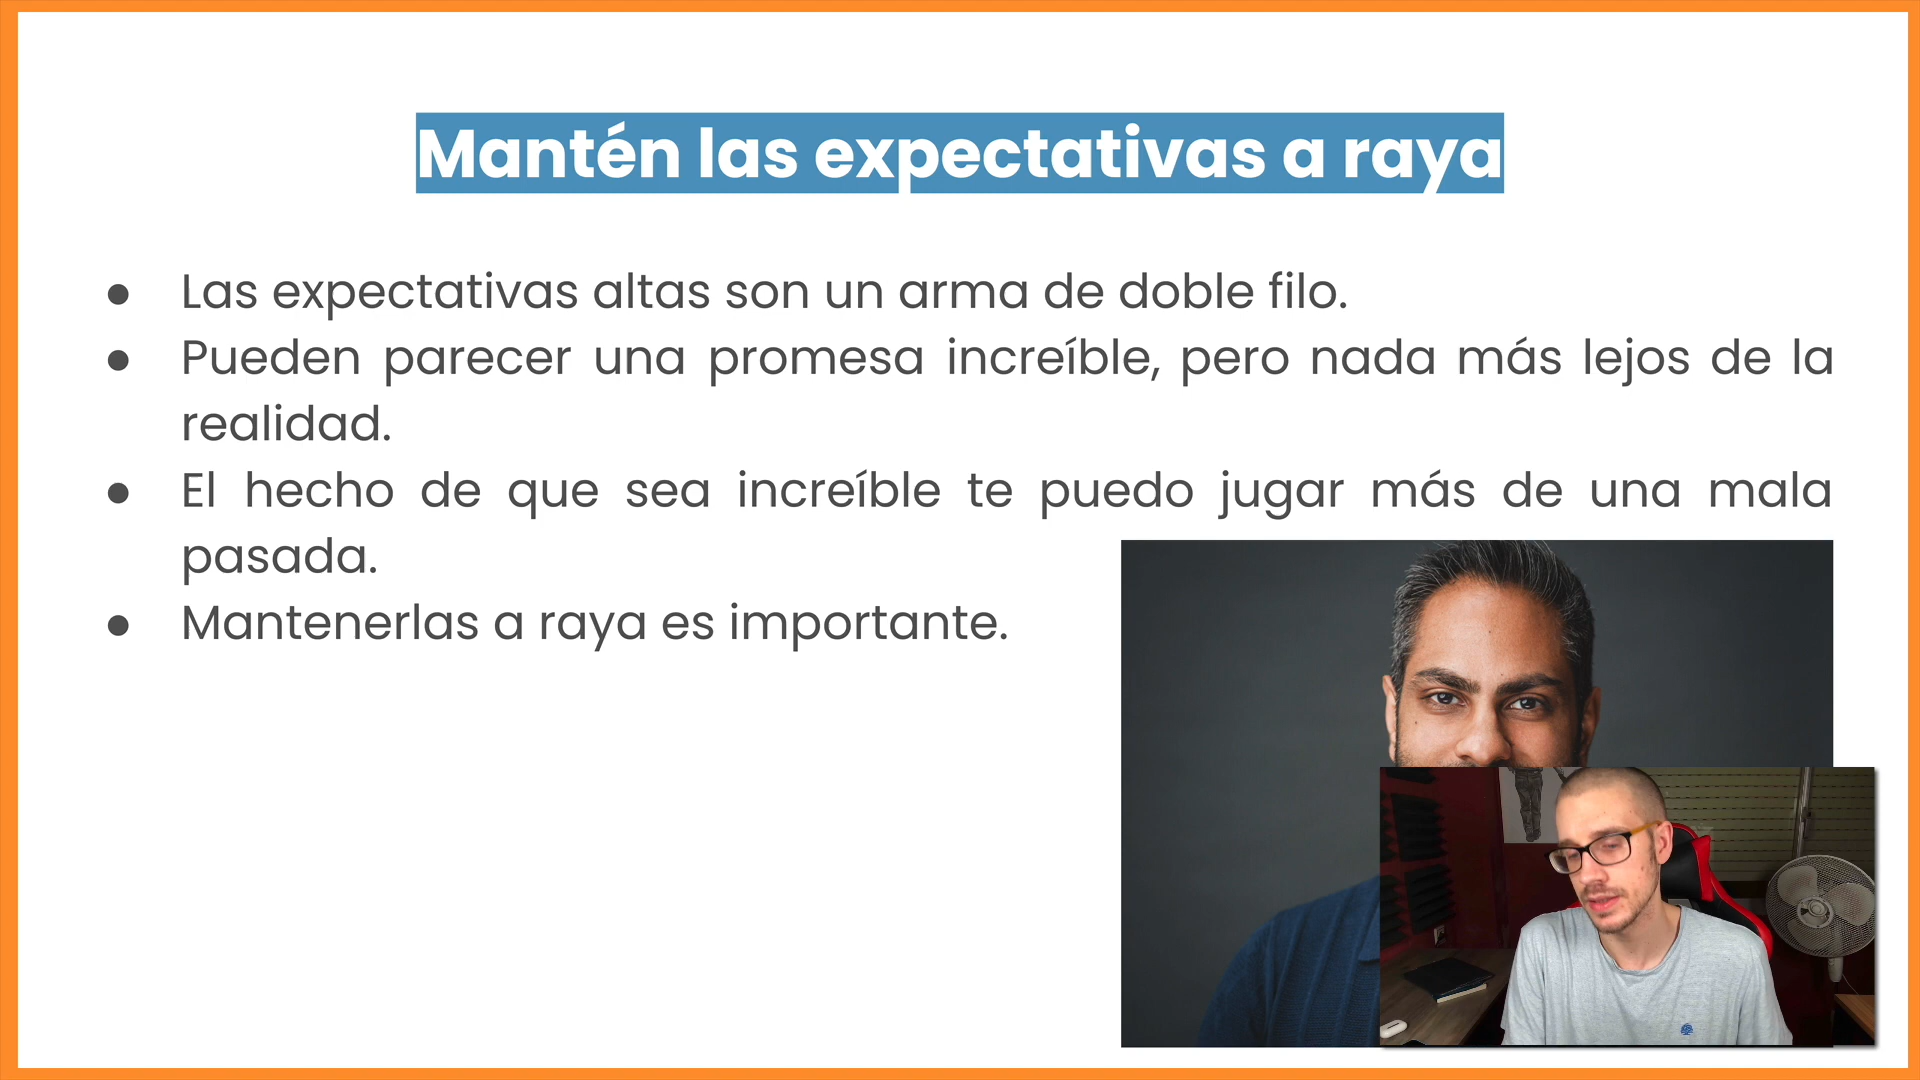 Mantén las expectativas a raya
● Las expectativas altas son un arma de doble filo.
● Pueden parecer una promesa increíble, pero nada más lejos de la
realidad.
● El hecho de que sea increíble te puedo jugar más de una mala
pasada.
● Mantenerlas a raya es importante.